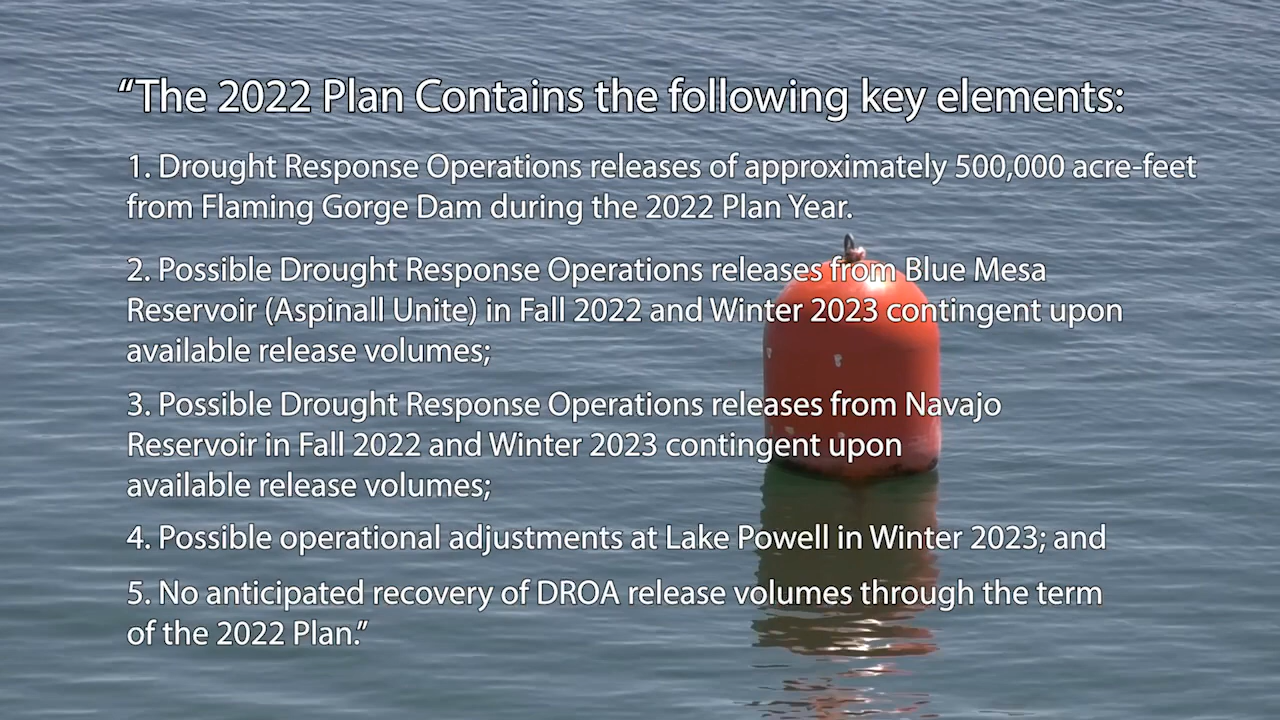 “The 2022 Plan Contains the following key elements:
1. Drought Response Operations releases of approximately 500,000 acre-feet
from Flaming Gorge Dam during the 2022 Plan Year.
2. Possible Drought Response Operations releases from Blue Mesa
Reservoir (Aspinall Unite) in Fall 2022 and Winter 2023 contingent upon
available release volumes;
3. Possible Drought Response Operations releases from Navajo
Reservoir in Fall 2022 and Winter 2023 contingent upon
available release volumes;
4. Possible operational adjustments at Lake Powell in Winter 2023; and
5. No anticipated recovery of DROA release volumes through the term
of the 2022 Plan.”